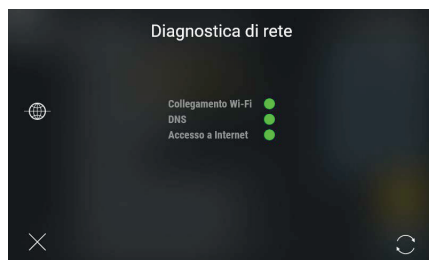 Diagnostica di rete
Collegamento Wi-Fi
DNS
Accesso a Internet